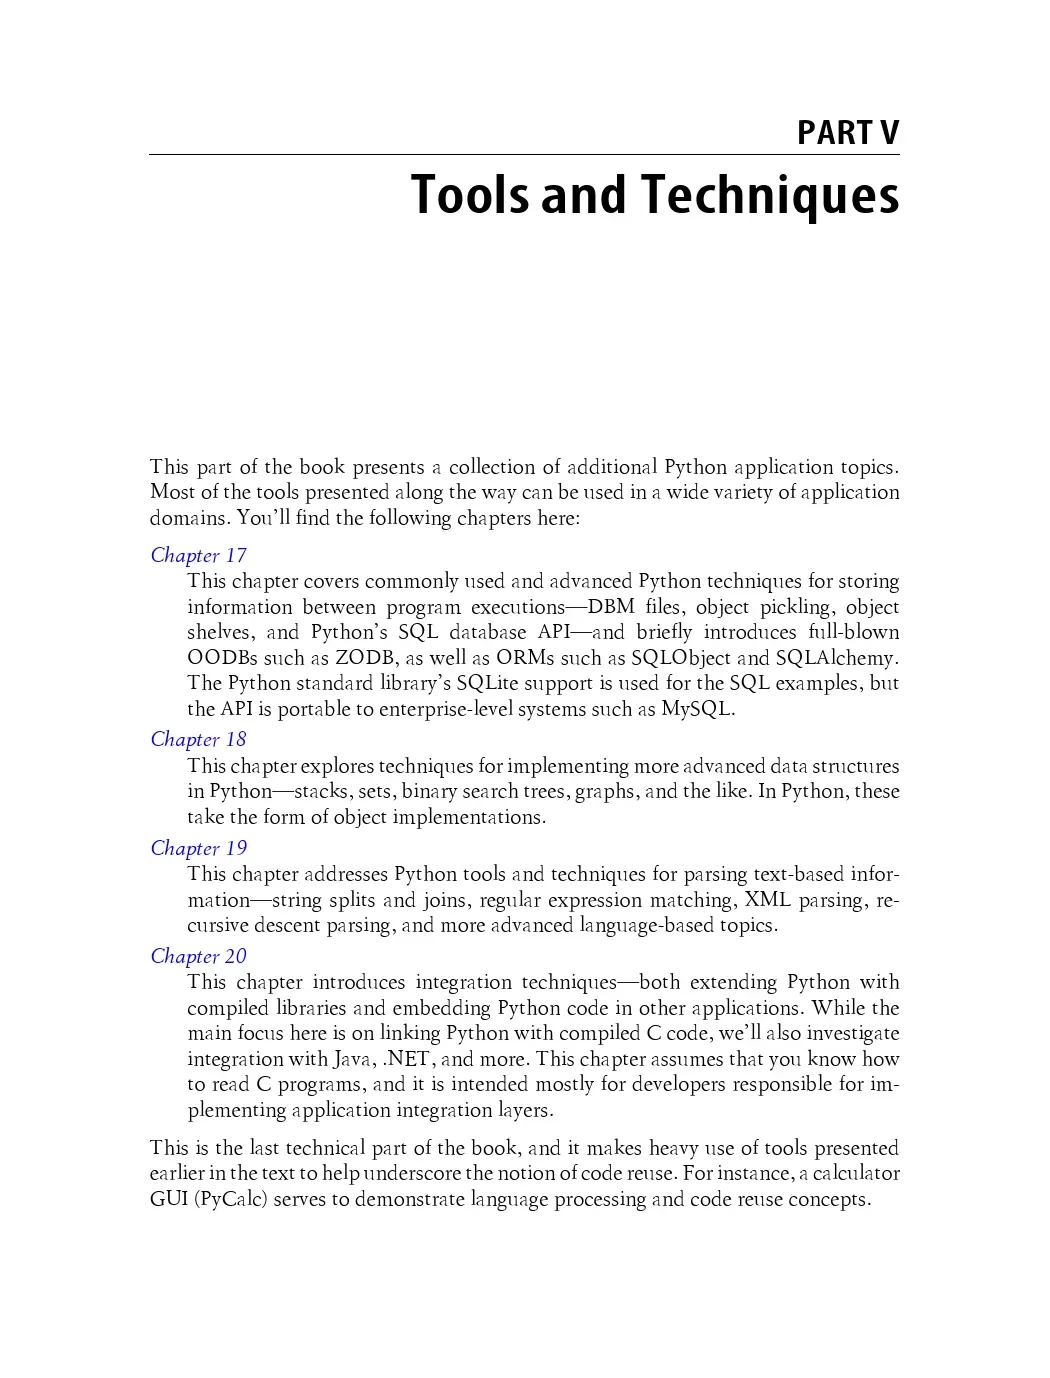 PART V
Tools and Techniques
This part of the book presents a collection of additional Python application topics.
Most of the tools presented along the way can be used in a wide variety of application
domains. You’ll find the following chapters here:
Chapter 17
This chapter covers commonly used and advanced Python techniques for storing
information between program executions—DBM files, object pickling, object
shelves, and Python’s SQL database API—and briefly introduces full-blown
OODBs such as ZODB, as well as ORMs such as SQLObject and SQLAlchemy.
The Python standard library’s SQLite support is used for the SQL examples, but
the API is portable to enterprise-level systems such as MySQL.
Chapter 18
This chapter explores techniques for implementing more advanced data structures
in Python—stacks, sets, binary search trees, graphs, and the like. In Python, these
take the form of object implementations.
Chapter 19
This chapter addresses Python tools and techniques for parsing text-based infor-
mation—string splits and joins, regular expression matching, XML parsing, re-
cursive descent parsing, and more advanced language-based topics.
Chapter 20
This chapter introduces integration techniques—both extending Python with
compiled libraries and embedding Python code in other applications. While the
main focus here is on linking Python with compiled C code, we’ll also investigate
integration with Java, .NET, and more. This chapter assumes that you know how
to read C programs, and it is intended mostly for developers responsible for im-
plementing application integration layers.
This is the last technical part of the book, and it makes heavy use of tools presented
earlier in the text to help underscore the notion of code reuse. For instance, a calculator
GUI (PyCalc) serves to demonstrate language processing and code reuse concepts.